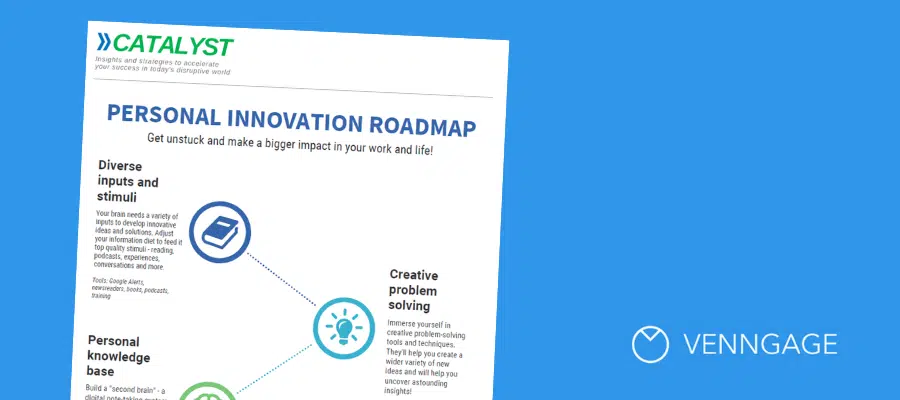 CATALYST
Insights and strategies to accelerate
your success in today's disruptive world
PERSONAL INNOVATION ROADMAP
Get unstuck and make a bigger impact in your work and life!
Diverse
inputs and
stimuli
Your brain needs a variety of
inputs to develop innovative
ideas and solutions. Adjust
your information diet to feed it
top quality stimuli - reading,
podcasts, experiences,
conversations and more.
Tools: Google Alerts,
newsreaders, books, podcasts,
training
Creative
problem
solving
Immerse yourself in
creative problem-solving
tools and techniques.
They'll help you create a
wider variety of new
ideas and will help you
uncover astounding
insights!
Personal
knowledge
base
Build a "second brain" - a
digital note-taking
VENNGAGE